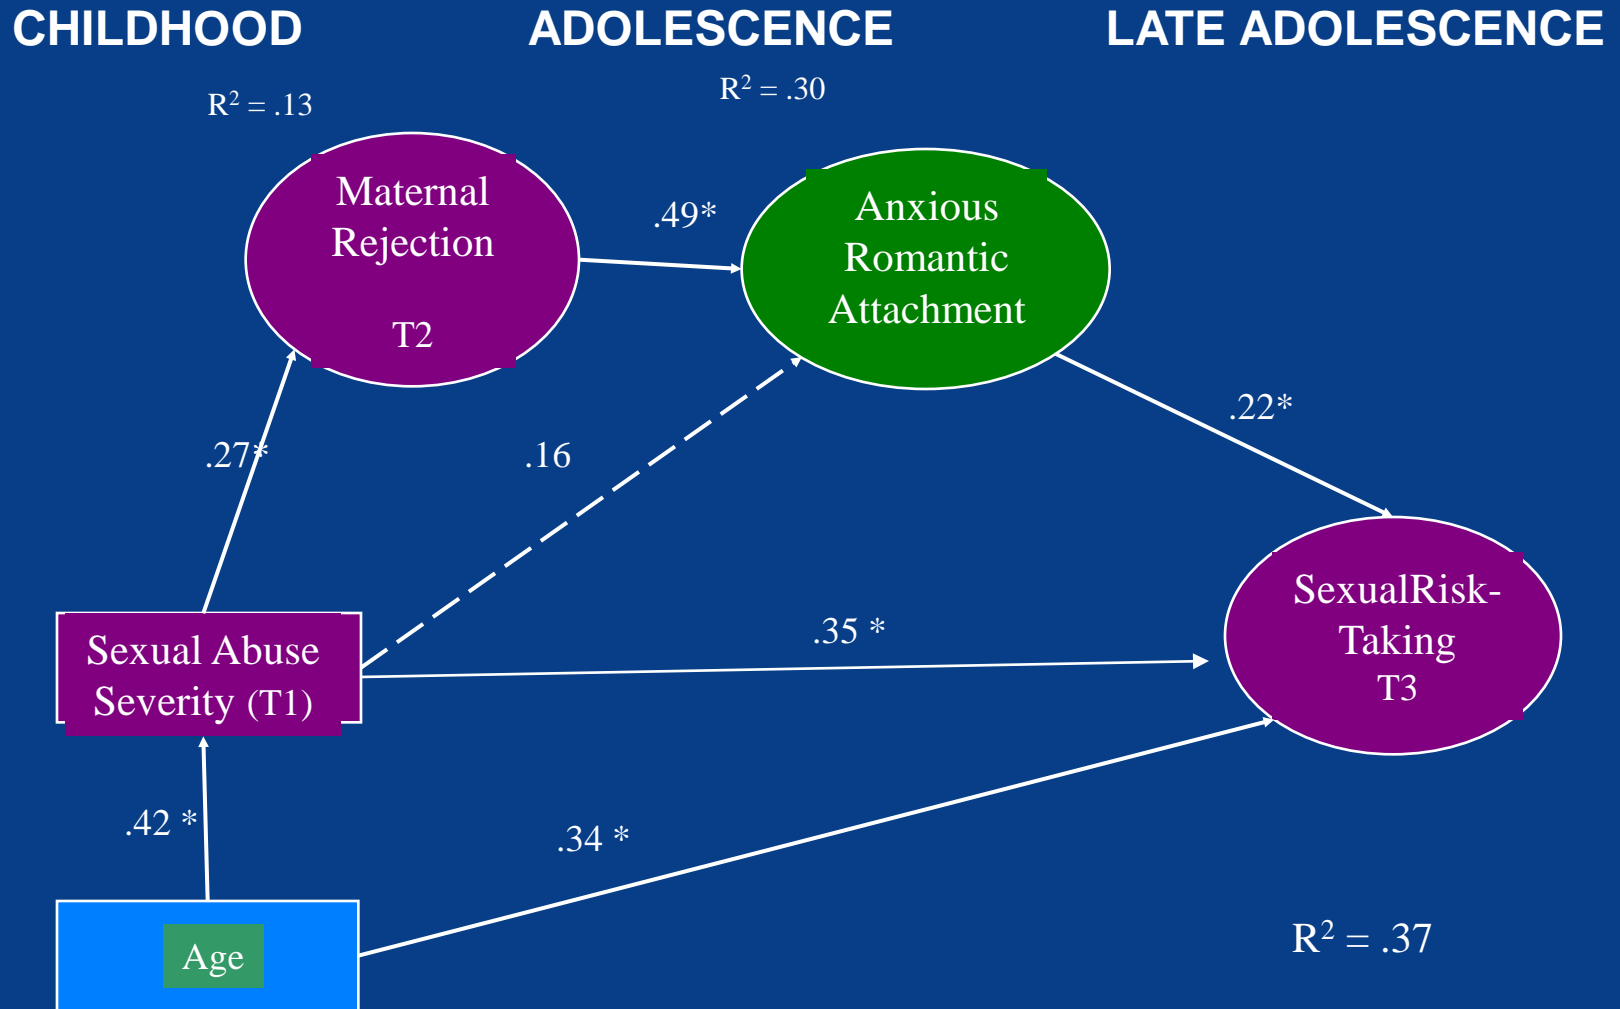 CHILDHOOD ADOLESCENCE LATE ADOLESCENCE
R² = .13
R² = .30
Maternal
Rejection
T2
.49*
Anxious
Romantic
Attachment
.27*
.16
.22*
SexualRisk-
Taking
T3
Sexual Abuse
Severity (T1)
.35 *
.42 *
.34 *
Age
R² = .37